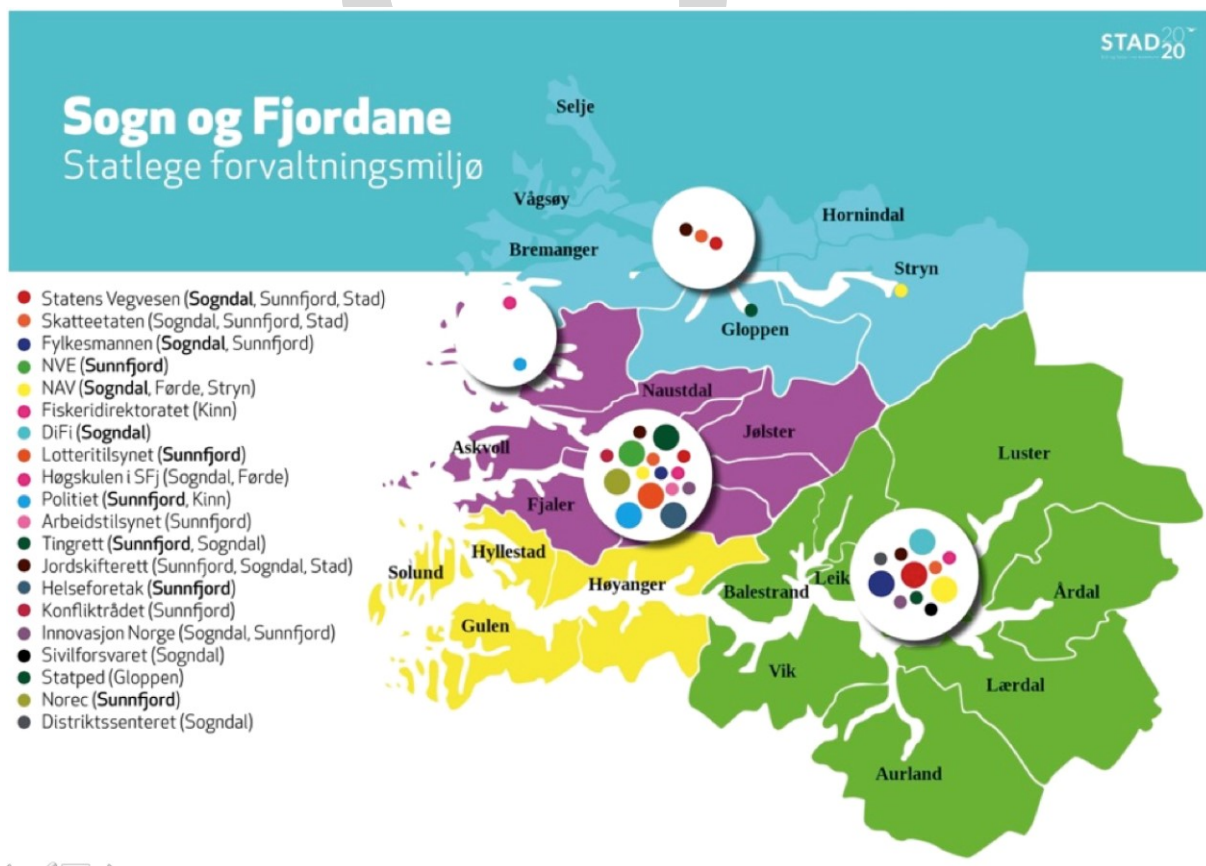 STAD 2020
Sogn og Fjordane
Statlege forvaltningsmiljø
Statens Vegvesen (Sogndal, Sunnfjord, Stad)
Skatteetaten (Sogndal, Sunnfjord, Stad)
Fylkesmannen (Sogndal, Sunnfjord)
NVE (Sunnfjord)
NAV (Sogndal, Førde, Stryn)
Fiskeridirektoratet (Kinn)
DiFi (Sogndal)
Lotteritilsynet (Sunnfjord)
Høgskulen i SFj (Sogndal, Førde)
Politiet (Sunnfjord, Kinn)
Arbeidstilsynet (Sunnfjord)
Tingrett (Sunnfjord, Sogndal)
Jordskifterett (Sunnfjord, Sogndal, Stad)
Helseforetak (Sunnfjord)
Konfliktrådet (Sunnfjord)
Innovasjon Norge (Sogndal, Sunnfjord)
Sivilforsvaret (Sogndal)
Statped (Gloppen)
Norec (Sunnfjord)
Distriktssenteret (Sogndal)
Selje
Vågsøy
Hornindal
Bremanger
Stryn
Gloppen
Naustdal
Jølster
Askvoll
Luster
Fjaler
Hyllestad
Solund
Høyanger
Balestrand
Leik
Årdal
Gulen
Vik
Lærdal
Aurland